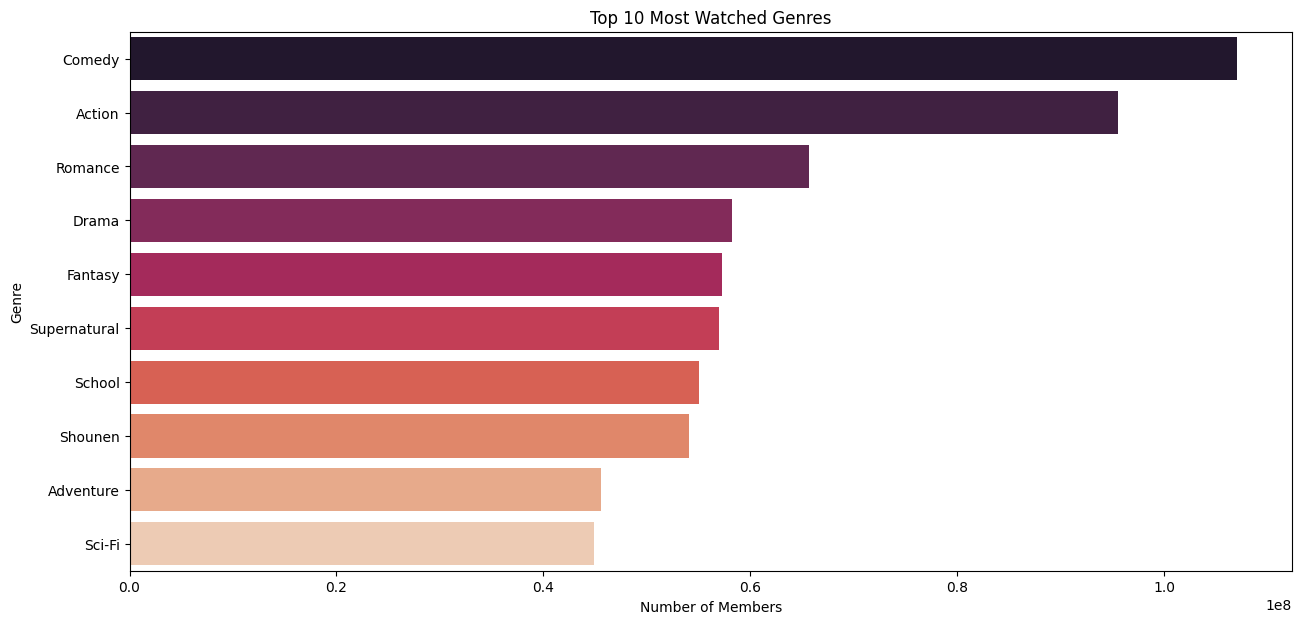 Top 10 Most Watched Genres
Genre
Comedy
Action
Romance
Drama
Fantasy
Supernatural
School
Shounen
Adventure
Sci-Fi
0.0 0.2 0.4 0.6 0.8 1.0
1e8
Number of Members